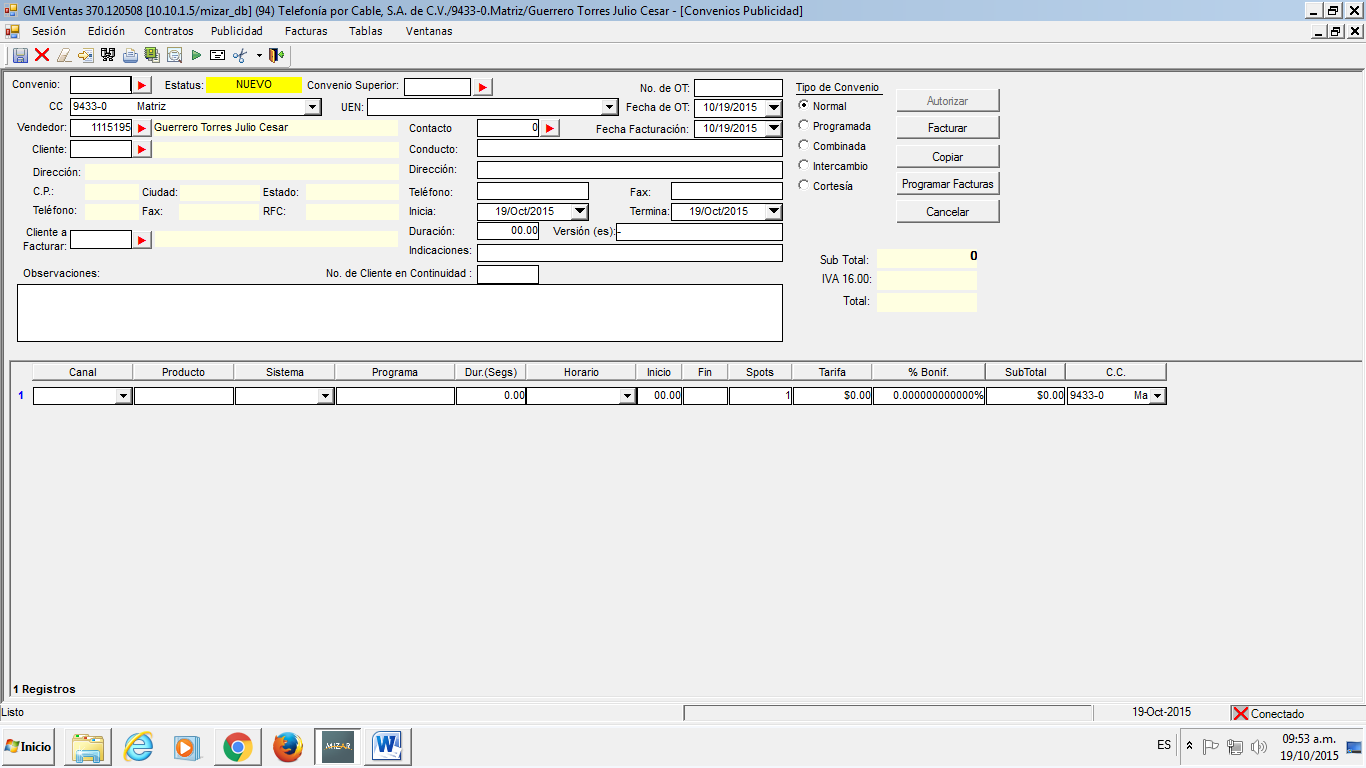 GMI Ventas 370.120508 [10.10.1.5/mizar_db] (94) Telefonía por Cable, S.A. de C.V./9433-0.Matriz/Guerrero Torres Julio Cesar - [Convenios Publicidad]
Sesión Edición Contratos Publicidad Facturas Tablas Ventanas
Convenio: Estatus: NUEVO Convenio Superior: No. de OT: Tipo de Convenio
CC 9433-0 Matriz UEN: Fecha de OT: 10/19/2015 Normal Autorizar
Vendedor: 1115195 Guerrero Torres Julio Cesar Contacto 0 Fecha Facturación: 10/19/2015 Programada Facturar
Cliente: Conducto: Combinada Copiar
Dirección: Dirección: Intercambio
C.P.: Ciudad: Estado: Teléfono: Fax: Cortesía Programar Facturas
Teléfono: Fax: RFC: Inicia: 19/Oct/2015 Termina: 19/Oct/2015 Cancelar
Cliente a Facturar: Duración: 00.00 Versión (es): -
Indicaciones: Sub Total: 0
Observaciones: No. de Cliente en Continuidad : IVA 16.00:
Total:
Canal Producto Sistema Programa Dur.(Segs) Horario Inicio Fin Spots Tarifa % Bonif. SubTotal C.C.
1 0.00 00.00 1 $0.00 0.000000000000% $0.00 9433-0 Ma
1 Registros
Listo 19-Oct-2015 Conectado
Inicio MIZAR ES 09:53 a.m.
19/10/2015